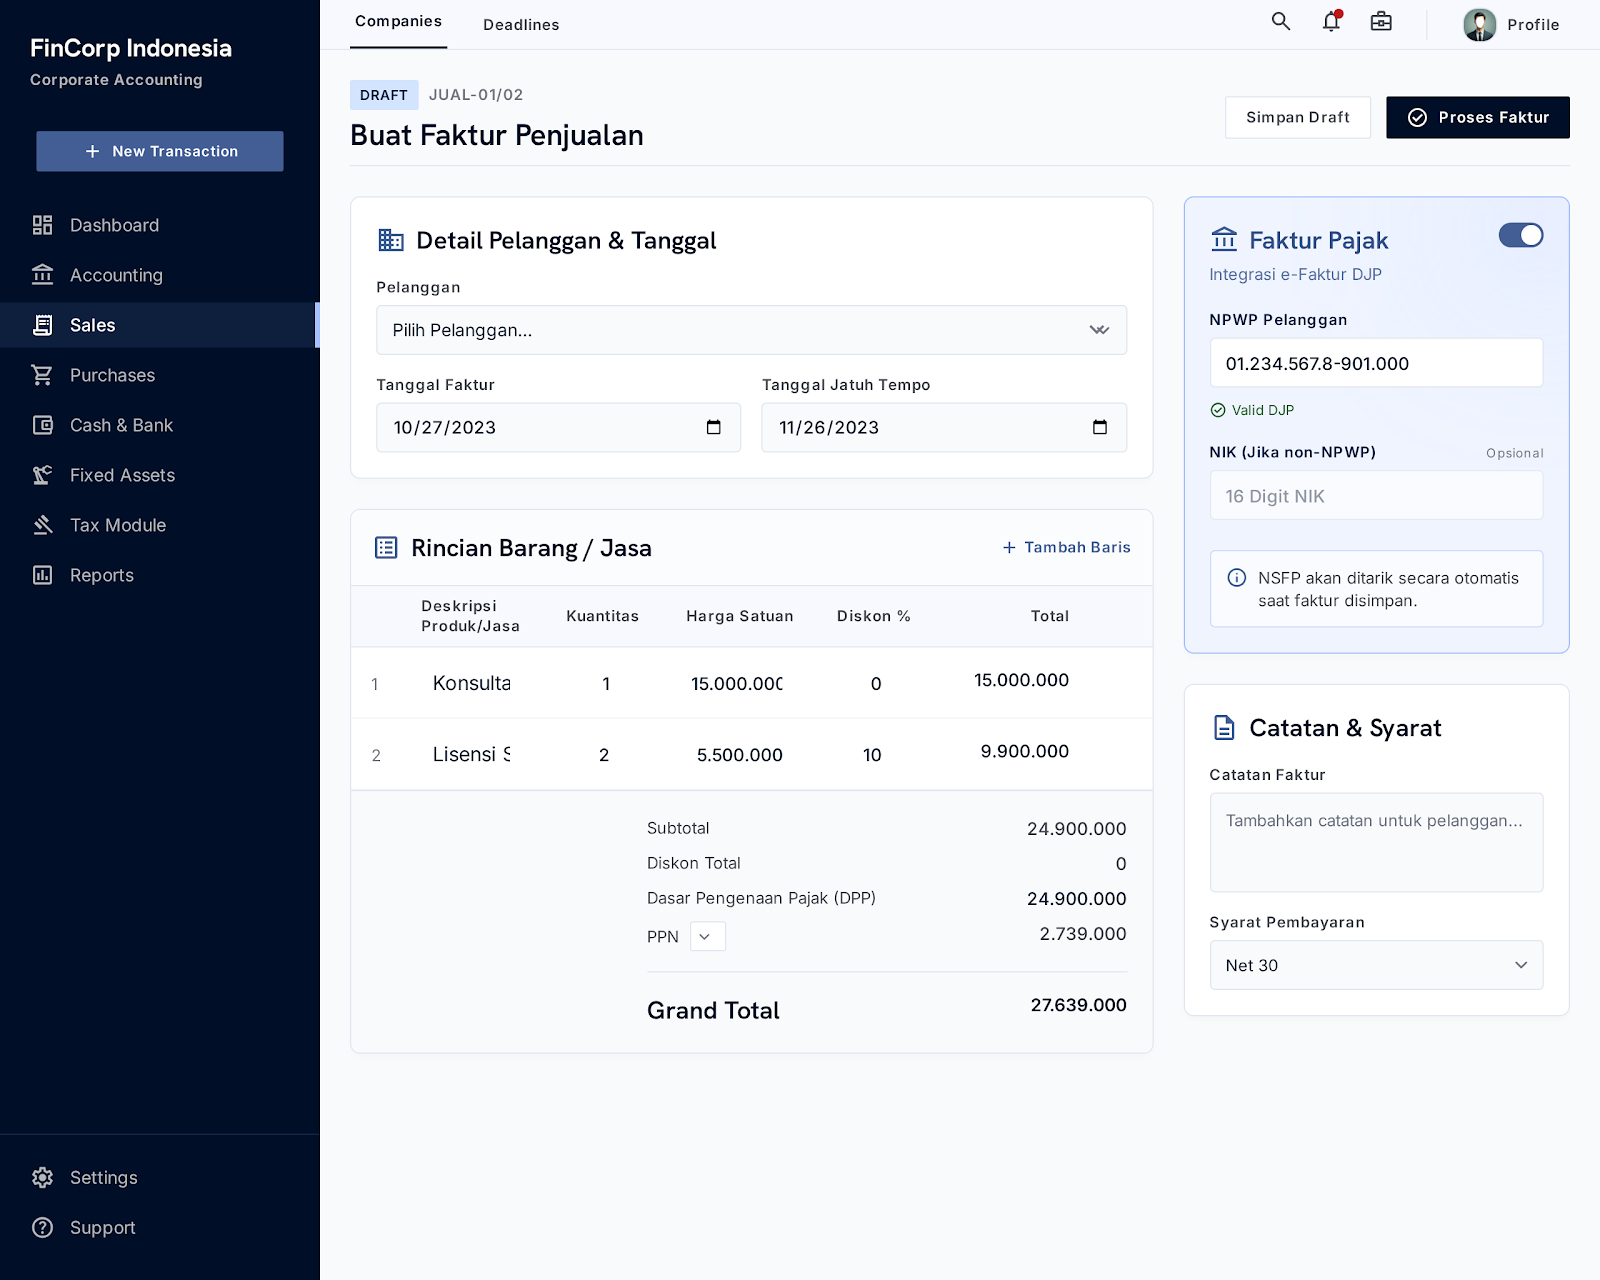 FinCorp Indonesia
Corporate Accounting
New Transaction
Dashboard
Accounting
Sales
Purchases
Cash & Bank
Fixed Assets
Tax Module
Reports
Settings
Support
Companies
Deadlines
Profile
DRAFT JUAL-01/02
Buat Faktur Penjualan
Simpan Draft
Proses Faktur
Detail Pelanggan & Tanggal
Pelanggan
Pilih Pelanggan...
Tanggal Faktur
10/27/2023
Tanggal Jatuh Tempo
11/26/2023
Rincian Barang / Jasa
Tambah Baris
Deskripsi
Produk/Jasa
Kuantitas
Harga Satuan
Diskon %
Total
1 Konsulta 1 15.000.000 0 15.000.000
2 Lisensi S 2 5.500.000 10 9.900.000
Subtotal 24.900.000
Diskon Total 0
Dasar Pengenaan Pajak (DPP) 24.900.000
PPN 2.739.000
Grand Total 27.639.000
Faktur Pajak
Integrasi e-Faktur DJP
NPWP Pelanggan
01.234.567.8-901.000
Valid DJP
NIK (Jika non-NPWP) Opsional
16 Digit NIK
NSFP akan ditarik secara otomatis
saat faktur disimpan.
Catatan & Syarat
Catatan Faktur
Tambahkan catatan untuk pelanggan...
Syarat Pembayaran
Net 30